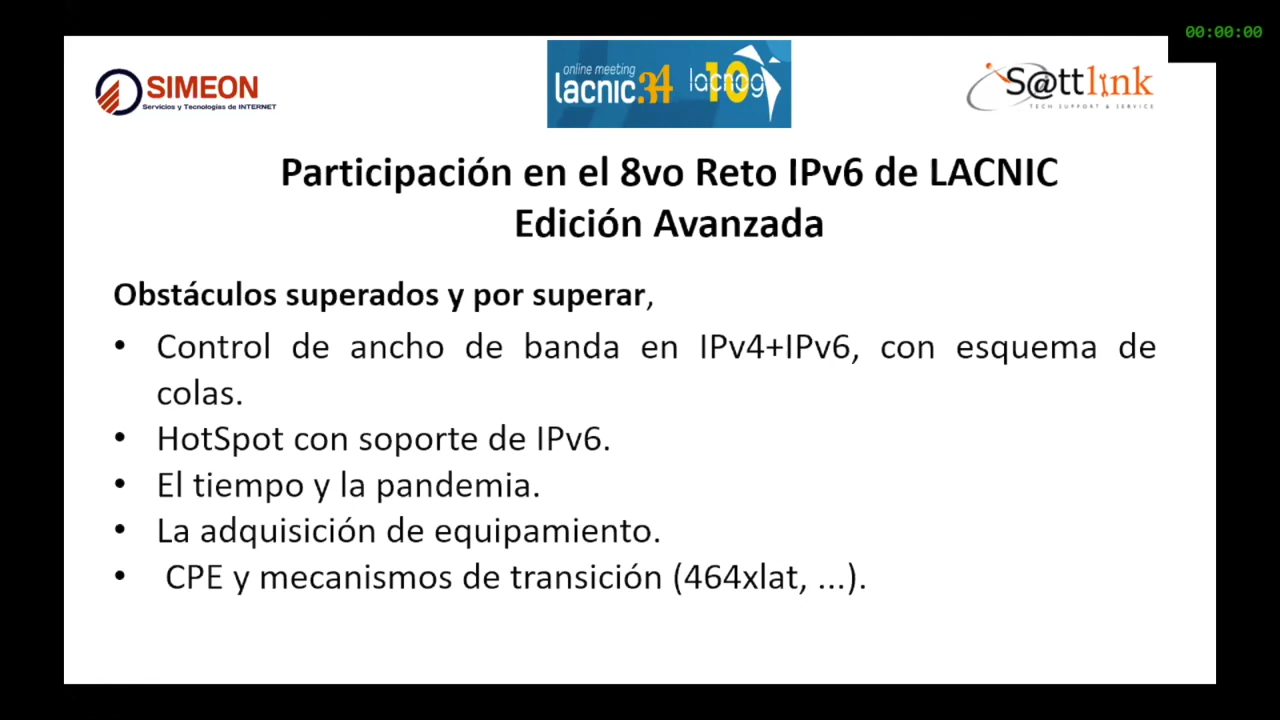 00:00:00
SIMEON
Servicios y Tecnologías de INTERNET
online meeting
lacnic.34
lacnog
10
S@ttlink
TECH SUPPORT & SERVICE
Participación en el 8vo Reto IPv6 de LACNIC
Edición Avanzada
Obstáculos superados y por superar,
• Control de ancho de banda en IPv4+IPv6, con esquema de
colas.
• HotSpot con soporte de IPv6.
• El tiempo y la pandemia.
• La adquisición de equipamiento.
• CPE y mecanismos de transición (464xlat, ...).